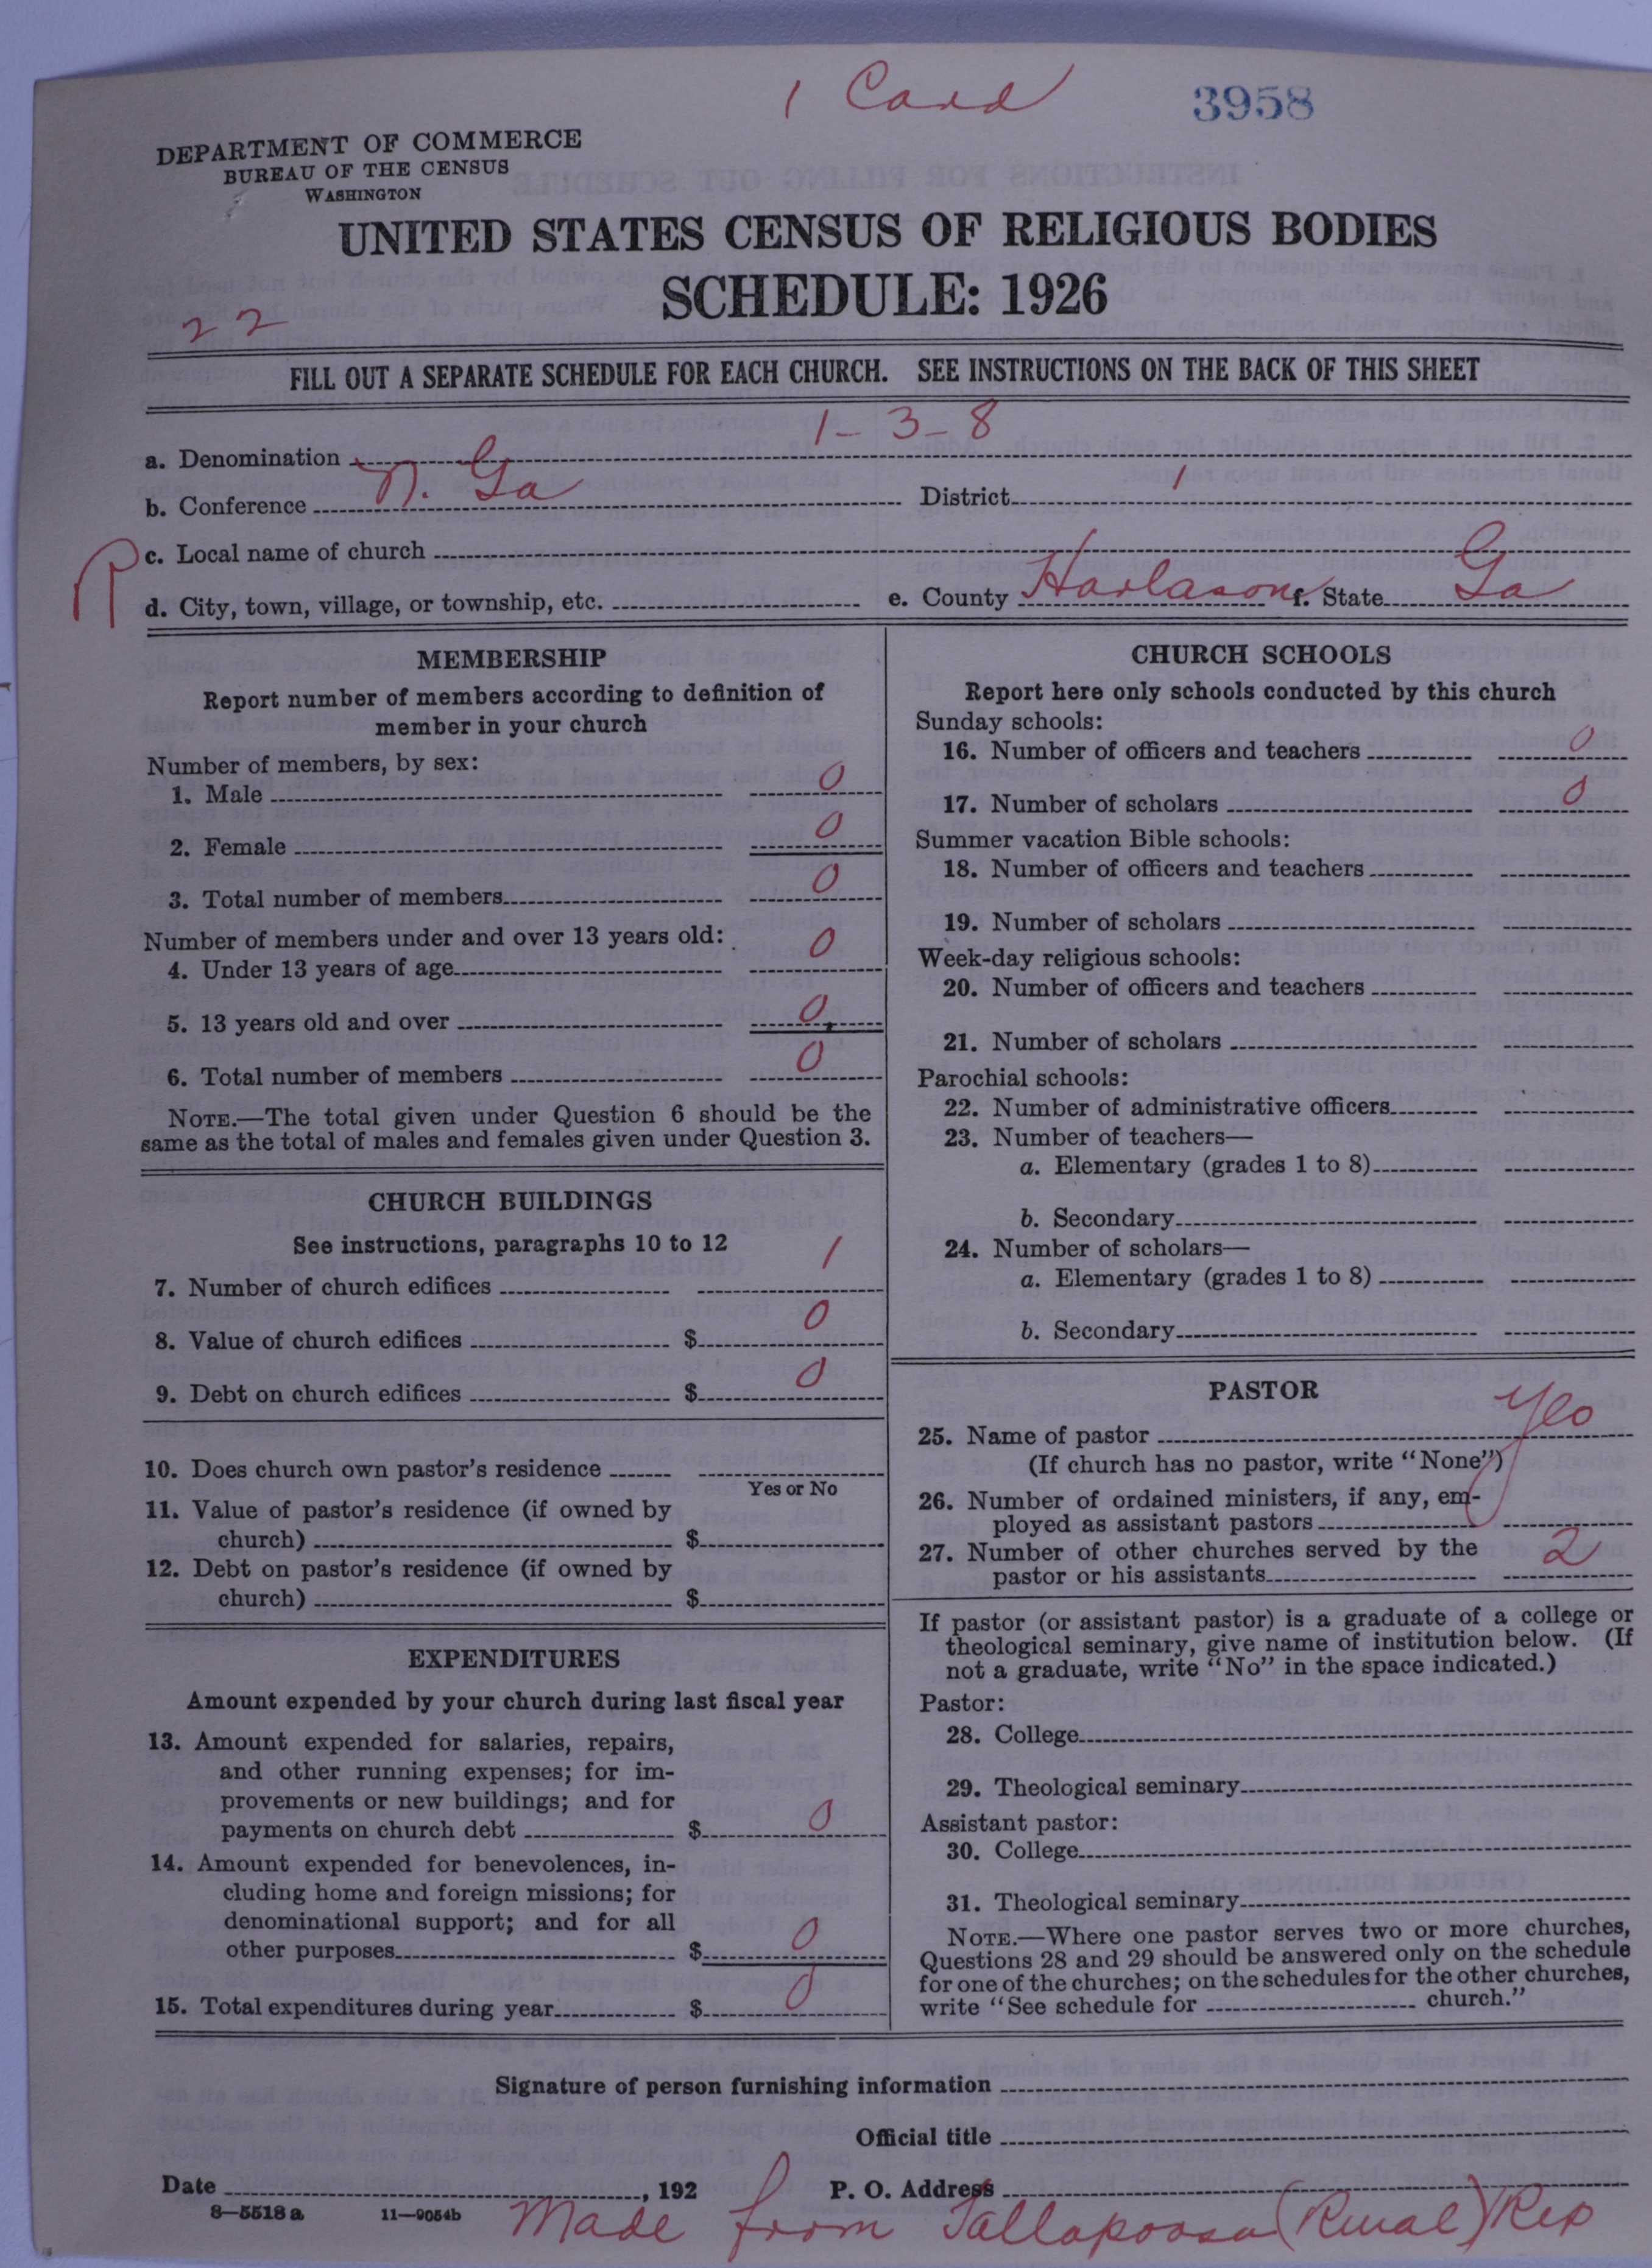 1 Card
3958
DEPARTMENT OF COMMERCE
BUREAU OF THE CENSUS
WASHINGTON
UNITED STATES CENSUS OF RELIGIOUS BODIES
SCHEDULE: 1926
22
FILL OUT A SEPARATE SCHEDULE FOR EACH CHURCH. SEE INSTRUCTIONS ON THE BACK OF THIS SHEET
1-3-8
a. Denomination
b. Conference N. Ga District 1
c. Local name of church
R
d. City, town, village, or township, etc. e. County Harlason f. State Ga
MEMBERSHIP
Report number of members according to definition of
member in your church
Number of members, by sex:
1. Male 0
2. Female 0
3. Total number of members 0
Number of members under and over 13 years old:
4. Under 13 years of age 0
5. 13 years old and over 0
6. Total number of members 0
NOTE.—The total given under Question 6 should be the
same as the total of males and females given under Question 3.
CHURCH BUILDINGS
See instructions, paragraphs 10 to 12
7. Number of church edifices 1
8. Value of church edifices $ 0
9. Debt on church edifices $ 0
10. Does church own pastor's residence
Yes or No
11. Value of pastor's residence (if owned by
church) $
12. Debt on pastor's residence (if owned by
church) $
EXPENDITURES
Amount expended by your church during last fiscal year
13. Amount expended for salaries, repairs,
and other running expenses; for im-
provements or new buildings; and for
payments on church debt $ 0
14. Amount expended for benevolences, in-
cluding home and foreign missions; for
denominational support; and for all
other purposes $ 0
15. Total expenditures during year $ 0
CHURCH SCHOOLS
Report here only schools conducted by this church
Sunday schools:
16. Number of officers and teachers 0
17. Number of scholars 0
Summer vacation Bible schools:
18. Number of officers and teachers
19. Number of scholars
Week-day religious schools:
20. Number of officers and teachers
21. Number of scholars
Parochial schools:
22. Number of administrative officers
23. Number of teachers—
a. Elementary (grades 1 to 8)
b. Secondary
24. Number of scholars—
a. Elementary (grades 1 to 8)
b. Secondary
PASTOR
25. Name of pastor Yes
(If church has no pastor, write "None")
26. Number of ordained ministers, if any, em-
ployed as assistant pastors
27. Number of other churches served by the
pastor or his assistants 2
If pastor (or assistant pastor) is a graduate of a college or
theological seminary, give name of institution below. (If
not a graduate, write "No" in the space indicated.)
Pastor:
28. College
29. Theological seminary
Assistant pastor:
30. College
31. Theological seminary
NOTE.—Where one pastor serves two or more churches,
Questions 28 and 29 should be answered only on the schedule
for one of the churches; on the schedules for the other churches,
write "See schedule for church."
Signature of person furnishing information
Official title
Date , 192 P. O. Address
8—5518 a 11—9054b
Made from Tallapoosa (Rural) Rep